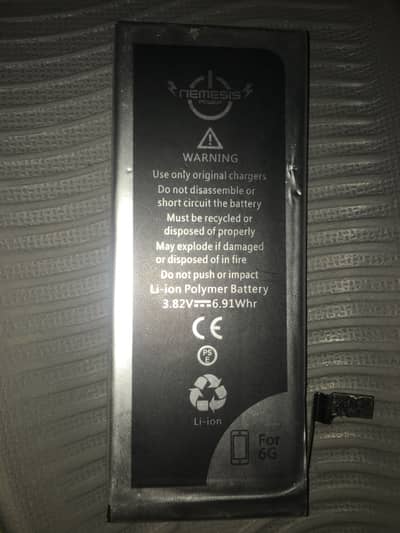 NEMESIS
POWER
WARNING
Use only original chargers
Do not disassemble or
short circuit the battery
Must be recycled or
disposed of properly
May explode if damaged
or disposed of in fire
Do not push or impact
Li-ion Polymer Battery
3.82V⎓6.91Whr
CE
PS
E
Li-ion
For
6G